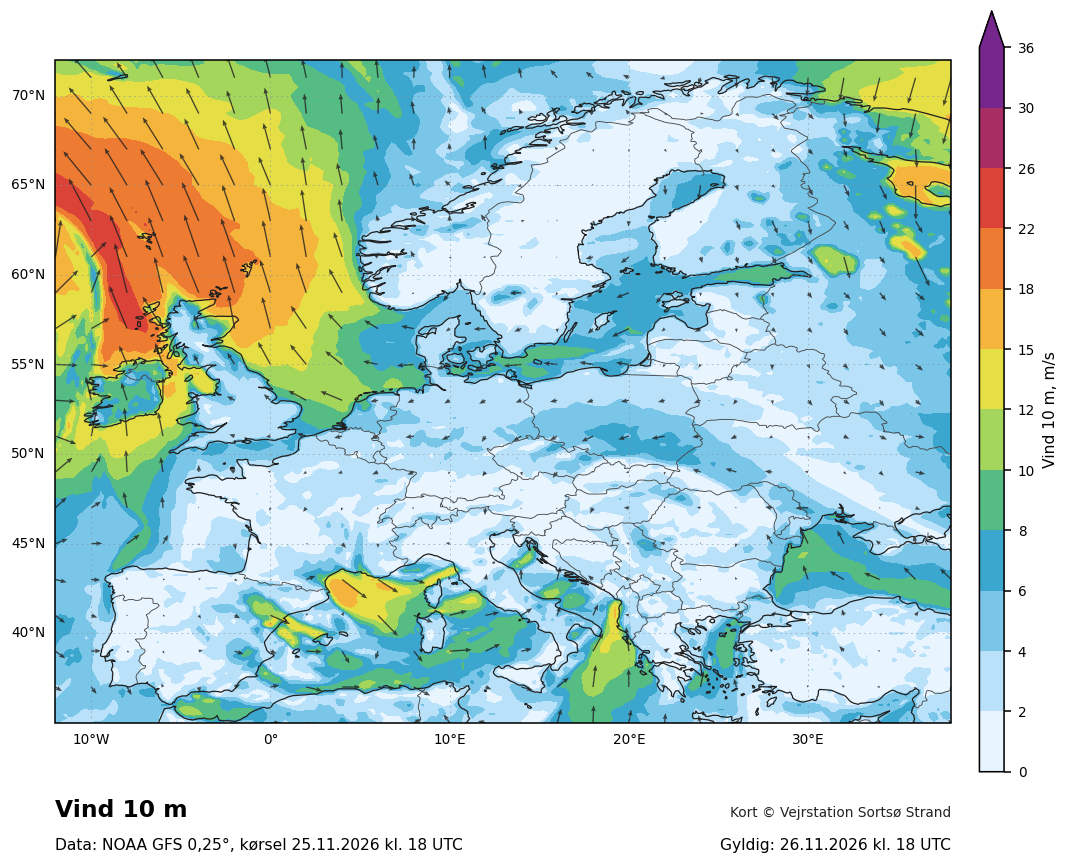 36
30
26
22
18
15
12
10
8
6
4
2
0
Vind 10 m, m/s
70°N
65°N
60°N
55°N
50°N
45°N
40°N
10°W
0°
10°E
20°E
30°E
Vind 10 m
Kort © Vejrstation Sortsø Strand
Data: NOAA GFS 0,25°, kørsel 25.11.2026 kl. 18 UTC
Gyldig: 26.11.2026 kl. 18 UTC